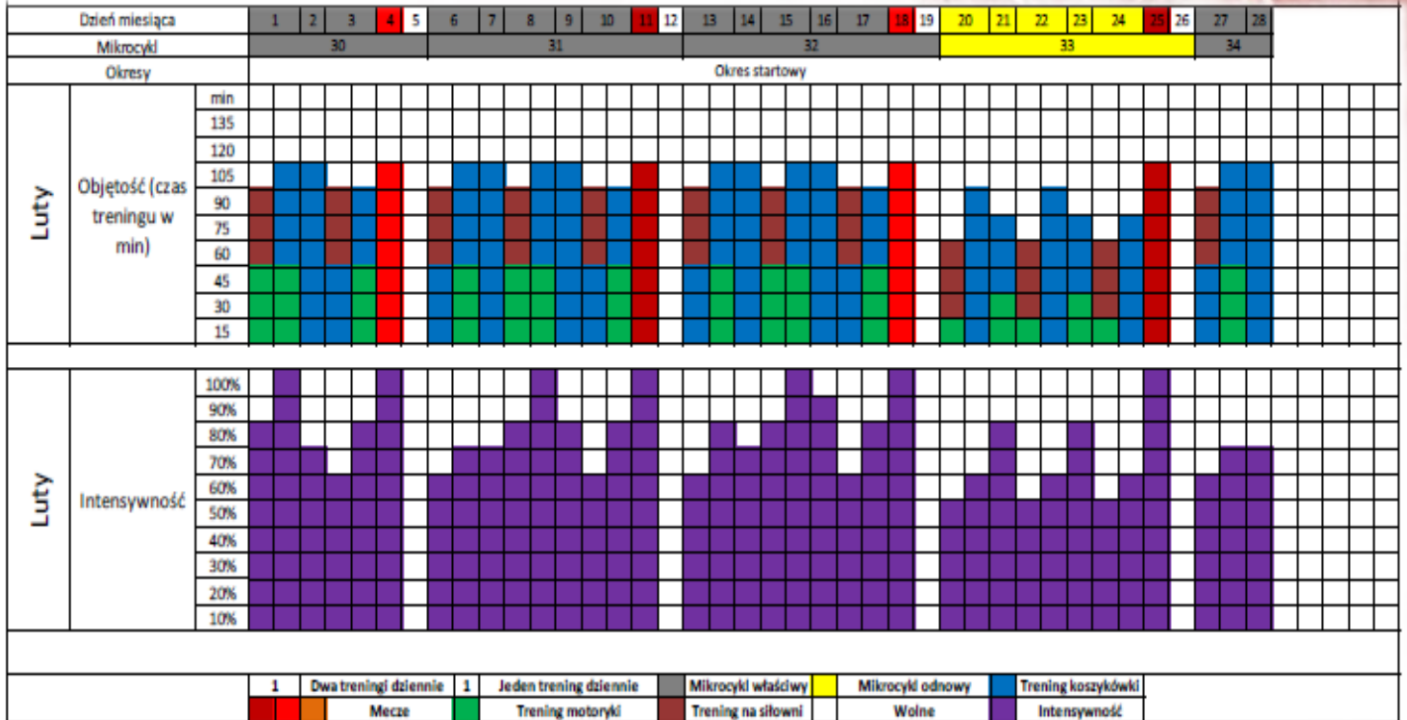 Dzień miesiąca 1 2 3 4 5 6 7 8 9 10 11 12 13 14 15 16 17 18 19 20 21 22 23 24 25 26 27 28
Mikrocykl 30 31 32 33 34
Okresy Okres startowy
Luty
Objętość (czas treningu w min)
min
135
120
105
90
75
60
45
30
15
Luty
Intensywność
100%
90%
80%
70%
60%
50%
40%
30%
20%
10%
1 Dwa treningi dziennie 1 Jeden trening dziennie Mikrocykl właściwy Mikrocykl odnowy Trening koszykówki
Mecze Trening motoryki Trening na siłowni Wolne Intensywność